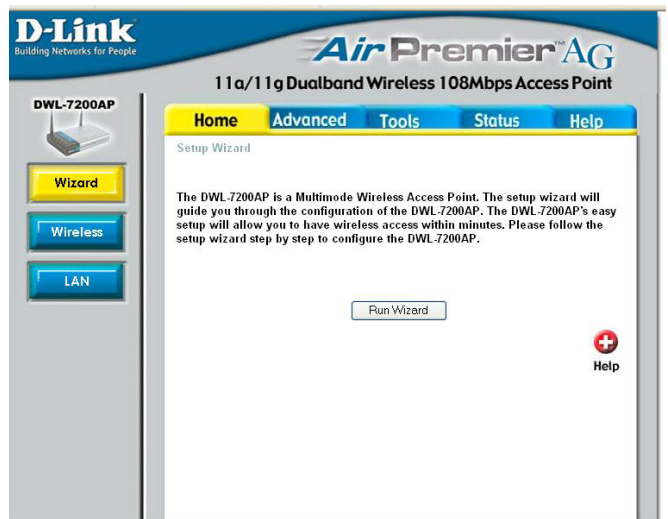 D-Link
Building Networks for People
Air Premier™AG
11a/11g Dualband Wireless 108Mbps Access Point
DWL-7200AP
Home Advanced Tools Status Help
Setup Wizard
Wizard
Wireless
LAN
The DWL-7200AP is a Multimode Wireless Access Point. The setup wizard will
guide you through the configuration of the DWL-7200AP. The DWL-7200AP's easy
setup will allow you to have wireless access within minutes. Please follow the
setup wizard step by step to configure the DWL-7200AP.
Run Wizard
Help